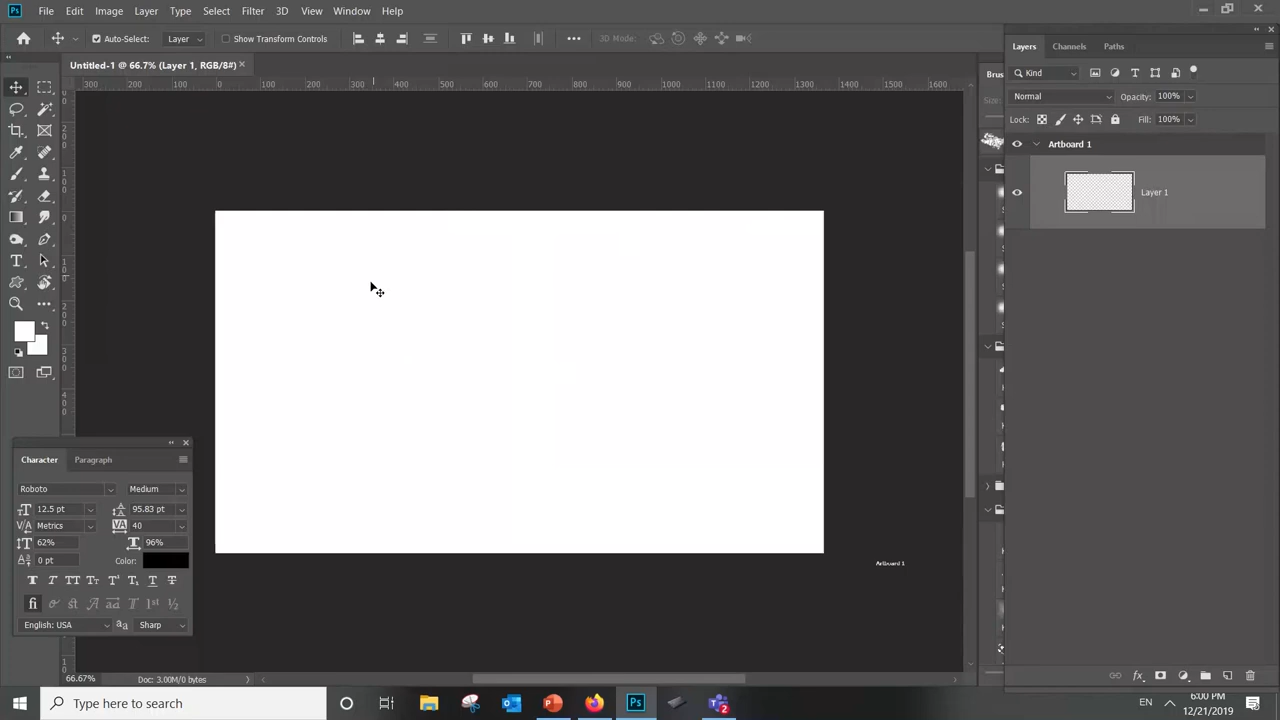 Ps File Edit Image Layer Type Select Filter 3D View Window Help
Auto-Select: Layer Show Transform Controls 3D Mode:
Untitled-1 @ 66.7% (Layer 1, RGB/8#)
300 200 100 0 100 200 300 400 500 600 700 800 900 1000 1100 1200 1300 1400 1500 1600
Layers Channels Paths
Kind
Normal Opacity: 100%
Lock: Fill: 100%
Artboard 1
Layer 1
Brus
Size:
Artboard 1
Character Paragraph
Roboto Medium
12.5 pt 95.83 pt
Metrics 40
62% 96%
0 pt Color:
English: USA Sharp
66.67% Doc: 3.00M/0 bytes
Type here to search
EN 6:00 PM
12/21/2019